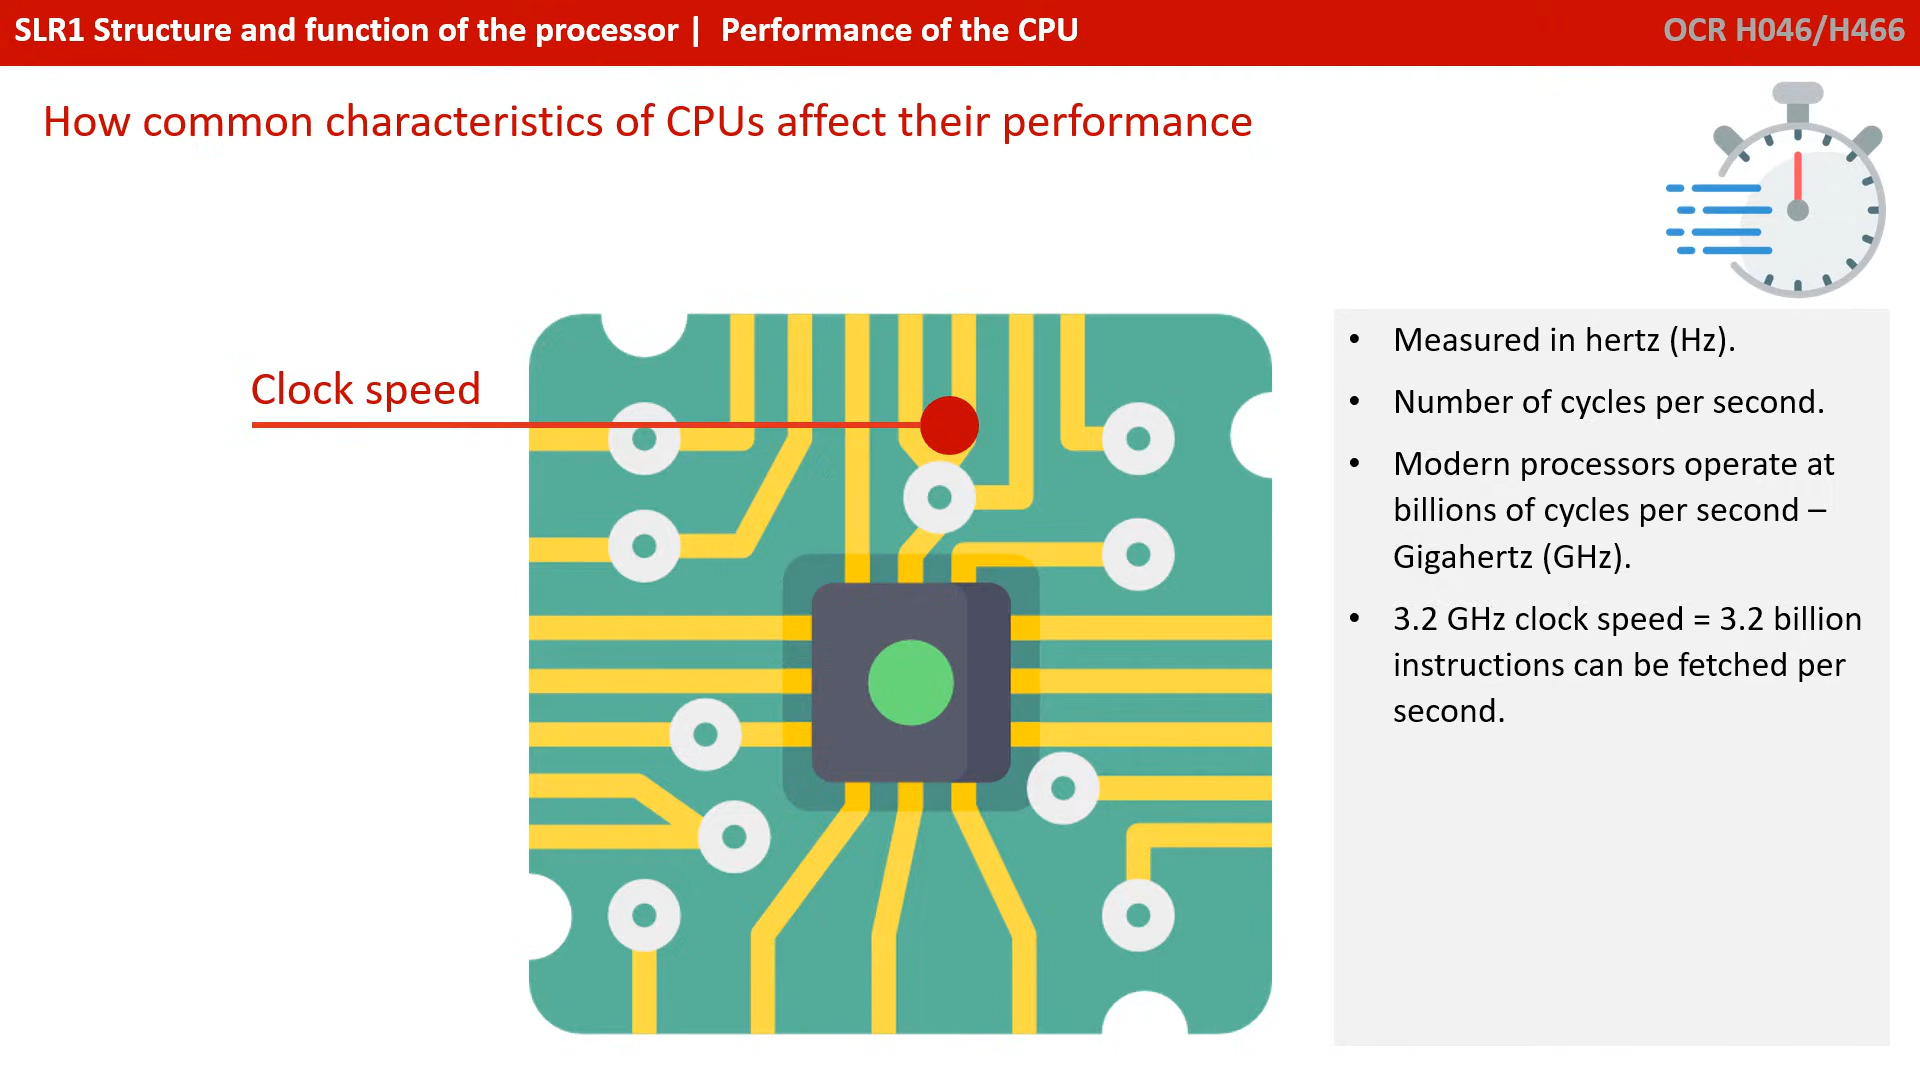 SLR1 Structure and function of the processor | Performance of the CPU
OCR H046/H466
How common characteristics of CPUs affect their performance
Clock speed
• Measured in hertz (Hz).
• Number of cycles per second.
• Modern processors operate at
billions of cycles per second –
Gigahertz (GHz).
• 3.2 GHz clock speed = 3.2 billion
instructions can be fetched per
second.